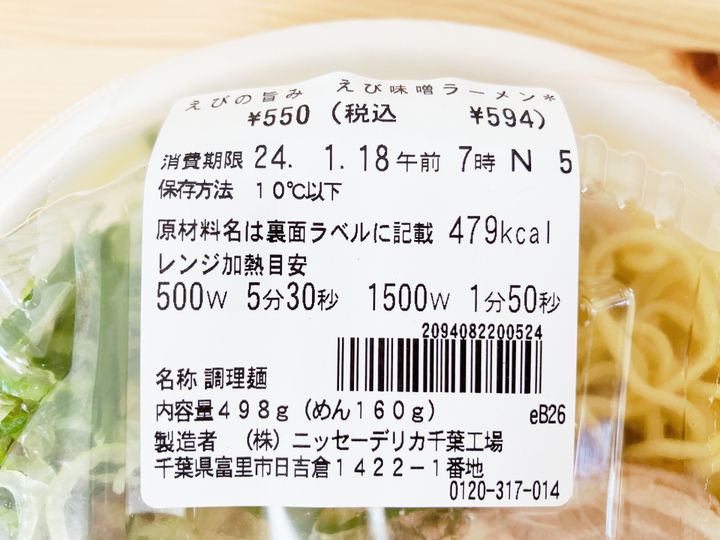 えびの旨み えび味噌ラーメン*
¥550（税込 ¥594）
消費期限 24. 1.18午前 7時 N 5
保存方法 １０℃以下
原材料名は裏面ラベルに記載 479kcal
レンジ加熱目安
500W 5分30秒 1500W 1分50秒
2094082200524
名称 調理麺
内容量４９８ｇ（めん１６０ｇ） eB26
製造者 （株）ニッセーデリカ千葉工場
千葉県富里市日吉倉１４２２－１番地
0120-317-014